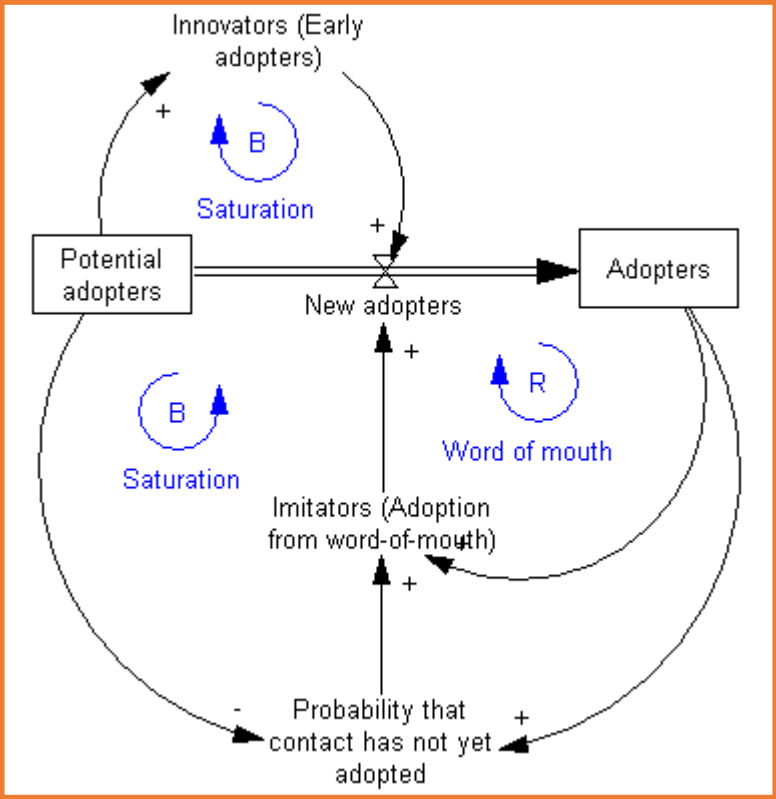 Innovators (Early
adopters)
+
B
Saturation
+
Potential
adopters
Adopters
New adopters
+
R
B
Word of mouth
Saturation
Imitators (Adoption
from word-of-mouth)
+
+
-
Probability that
contact has not yet
adopted
+